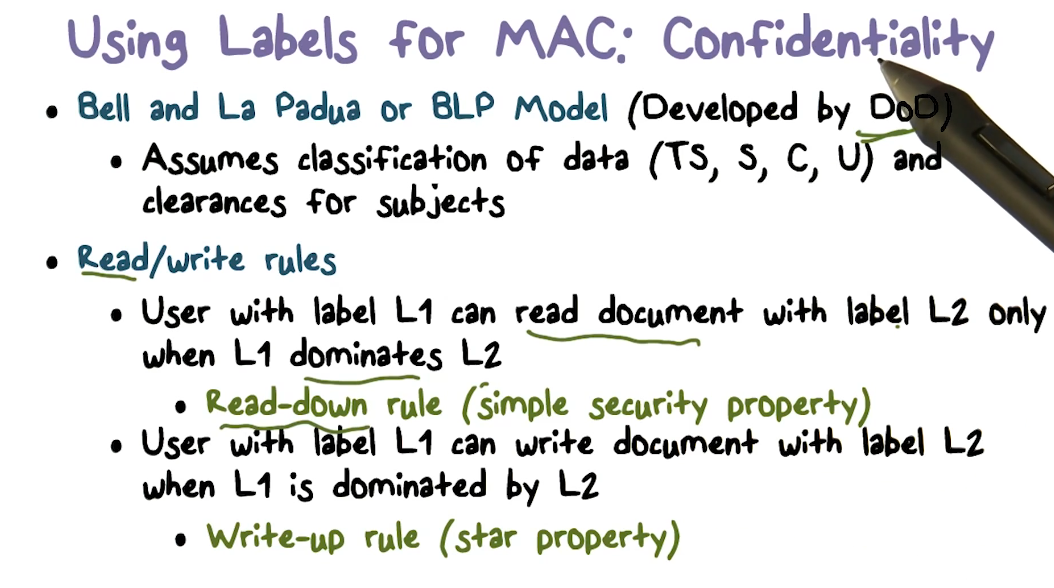 Using Labels for MAC: Confidentiality
• Bell and La Padua or BLP Model (Developed by DoD)
• Assumes classification of data (TS, S, C, U) and
clearances for subjects
• Read/write rules
• User with label L1 can read document with label L2 only
when L1 dominates L2
• Read-down rule (simple security property)
• User with label L1 can write document with label L2
when L1 is dominated by L2
• Write-up rule (star property)